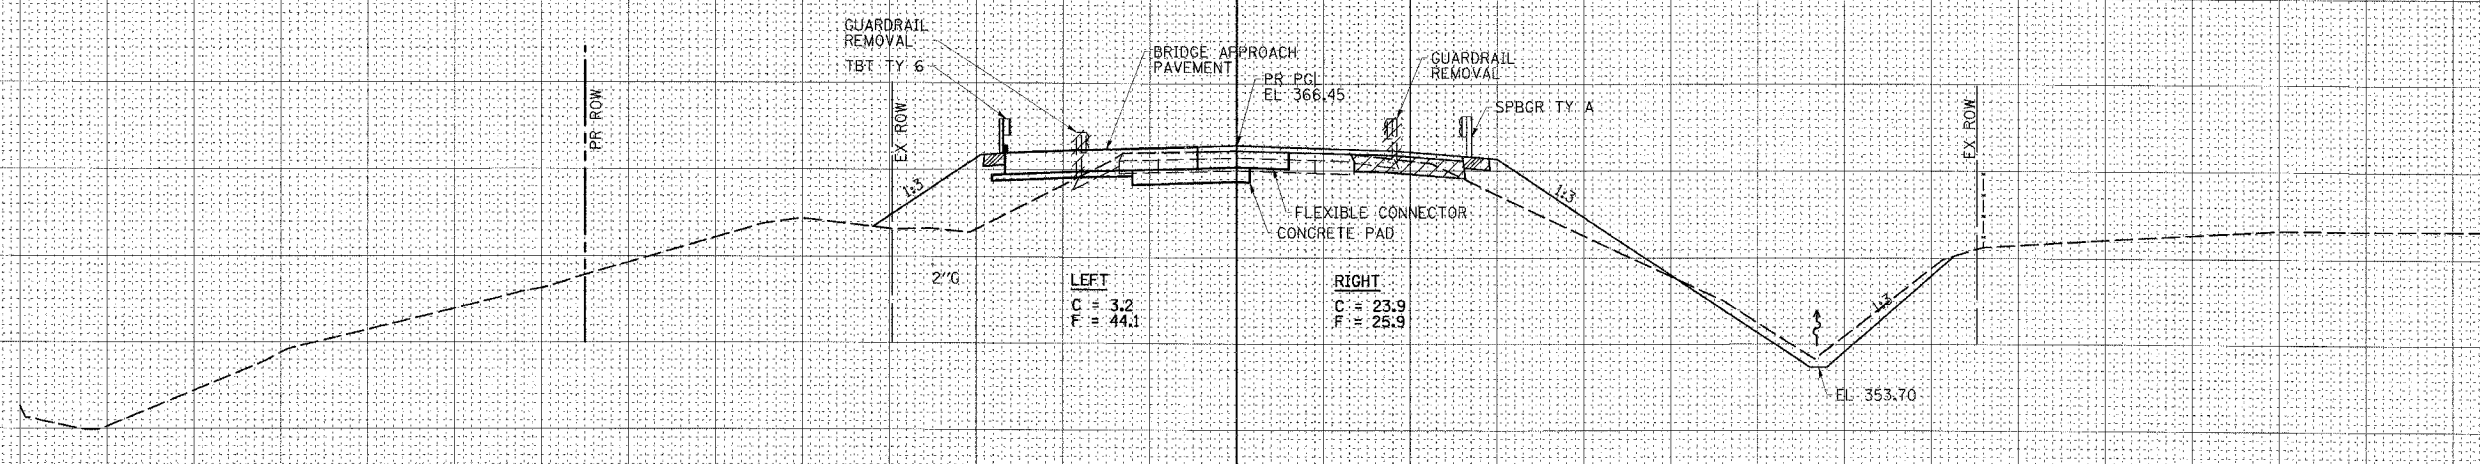 GUARDRAIL
REMOVAL
TBT TY 6
BRIDGE APPROACH
PAVEMENT
PR PGL
EL 366.45
GUARDRAIL
REMOVAL
SPBGR TY A
PR ROW
EX ROW
EX ROW
1:3
1:3
1:3
FLEXIBLE CONNECTOR
CONCRETE PAD
2"G
LEFT
C = 3.2
F = 44.1
RIGHT
C = 23.9
F = 25.9
EL 353.70